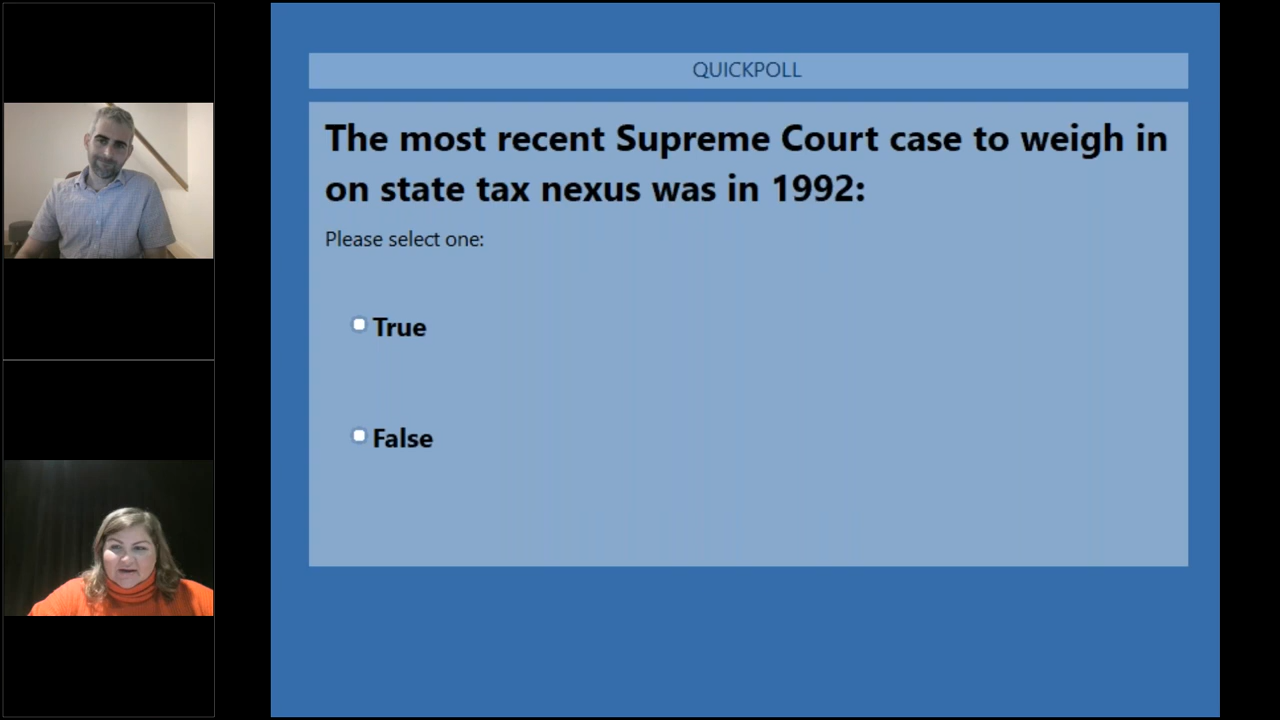 QUICKPOLL
The most recent Supreme Court case to weigh in
on state tax nexus was in 1992:
Please select one:
True
False